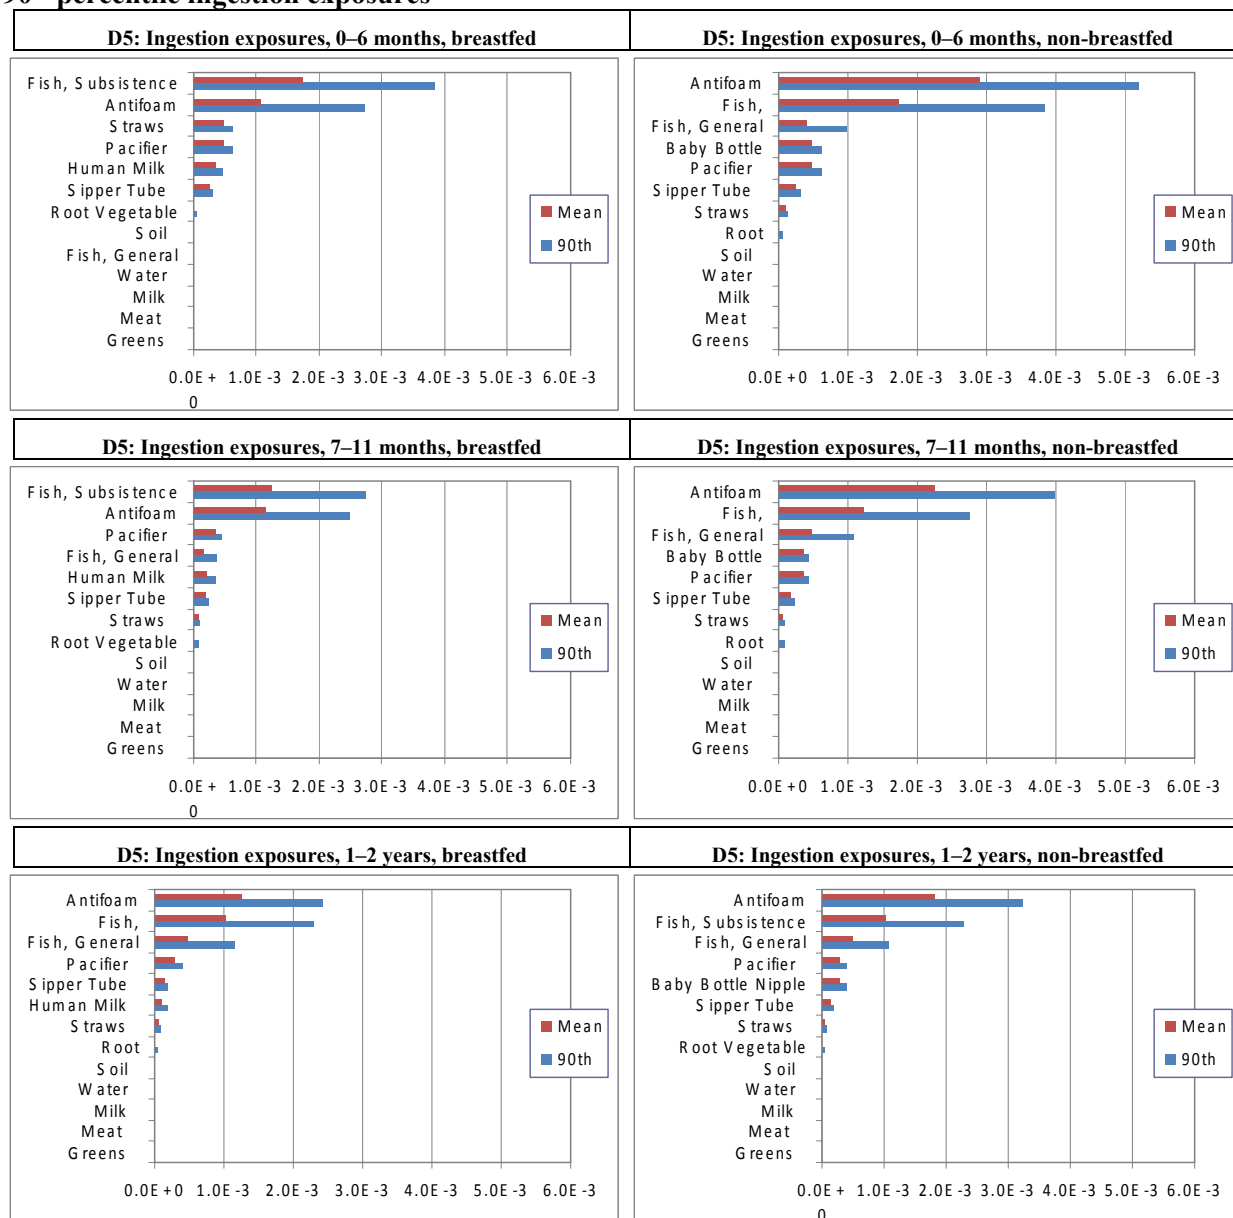 90th percentile ingestion exposures
D5: Ingestion exposures, 0–6 months, breastfed
D5: Ingestion exposures, 0–6 months, non-breastfed
Fish, Subsistence
Antifoam
Straws
Pacifier
Human Milk
Sipper Tube
Root Vegetable
Soil
Fish, General
Water
Milk
Meat
Greens
Mean
90th
0.0E+ 1.0E-3 2.0E-3 3.0E-3 4.0E-3 5.0E-3 6.0E-3
0
Antifoam
Fish,
Fish, General
Baby Bottle
Pacifier
Sipper Tube
Straws
Root
Soil
Water
Milk
Meat
Greens
Mean
90th
0.0E+0 1.0E-3 2.0E-3 3.0E-3 4.0E-3 5.0E-3 6.0E-3
D5: Ingestion exposures, 7–11 months, breastfed
D5: Ingestion exposures, 7–11 months, non-breastfed
Fish, Subsistence
Antifoam
Pacifier
Fish, General
Human Milk
Sipper Tube
Straws
Root Vegetable
Soil
Water
Milk
Meat
Greens
Mean
90th
0.0E+ 1.0E-3 2.0E-3 3.0E-3 4.0E-3 5.0E-3 6.0E-3
0
Antifoam
Fish,
Fish, General
Baby Bottle
Pacifier
Sipper Tube
Straws
Root
Soil
Water
Milk
Meat
Greens
Mean
90th
0.0E+0 1.0E-3 2.0E-3 3.0E-3 4.0E-3 5.0E-3 6.0E-3
D5: Ingestion exposures, 1–2 years, breastfed
D5: Ingestion exposures, 1–2 years, non-breastfed
Antifoam
Fish,
Fish, General
Pacifier
Sipper Tube
Human Milk
Straws
Root
Soil
Water
Milk
Meat
Greens
Mean
90th
0.0E+0 1.0E-3 2.0E-3 3.0E-3 4.0E-3 5.0E-3 6.0E-3
Antifoam
Fish, Subsistence
Fish, General
Pacifier
Baby Bottle Nipple
Sipper Tube
Straws
Root Vegetable
Soil
Water
Milk
Meat
Greens
Mean
90th
0.0E+ 1.0E-3 2.0E-3 3.0E-3 4.0E-3 5.0E-3 6.0E-3
0